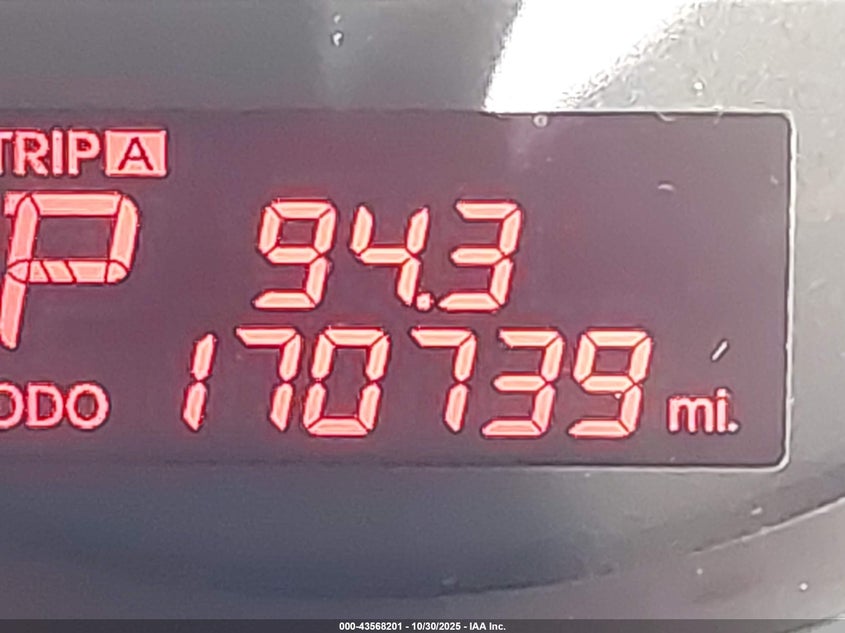 TRIP A
P 94.3
ODO 170739 mi.
000-43568201 - 10/30/2025 - IAA Inc.